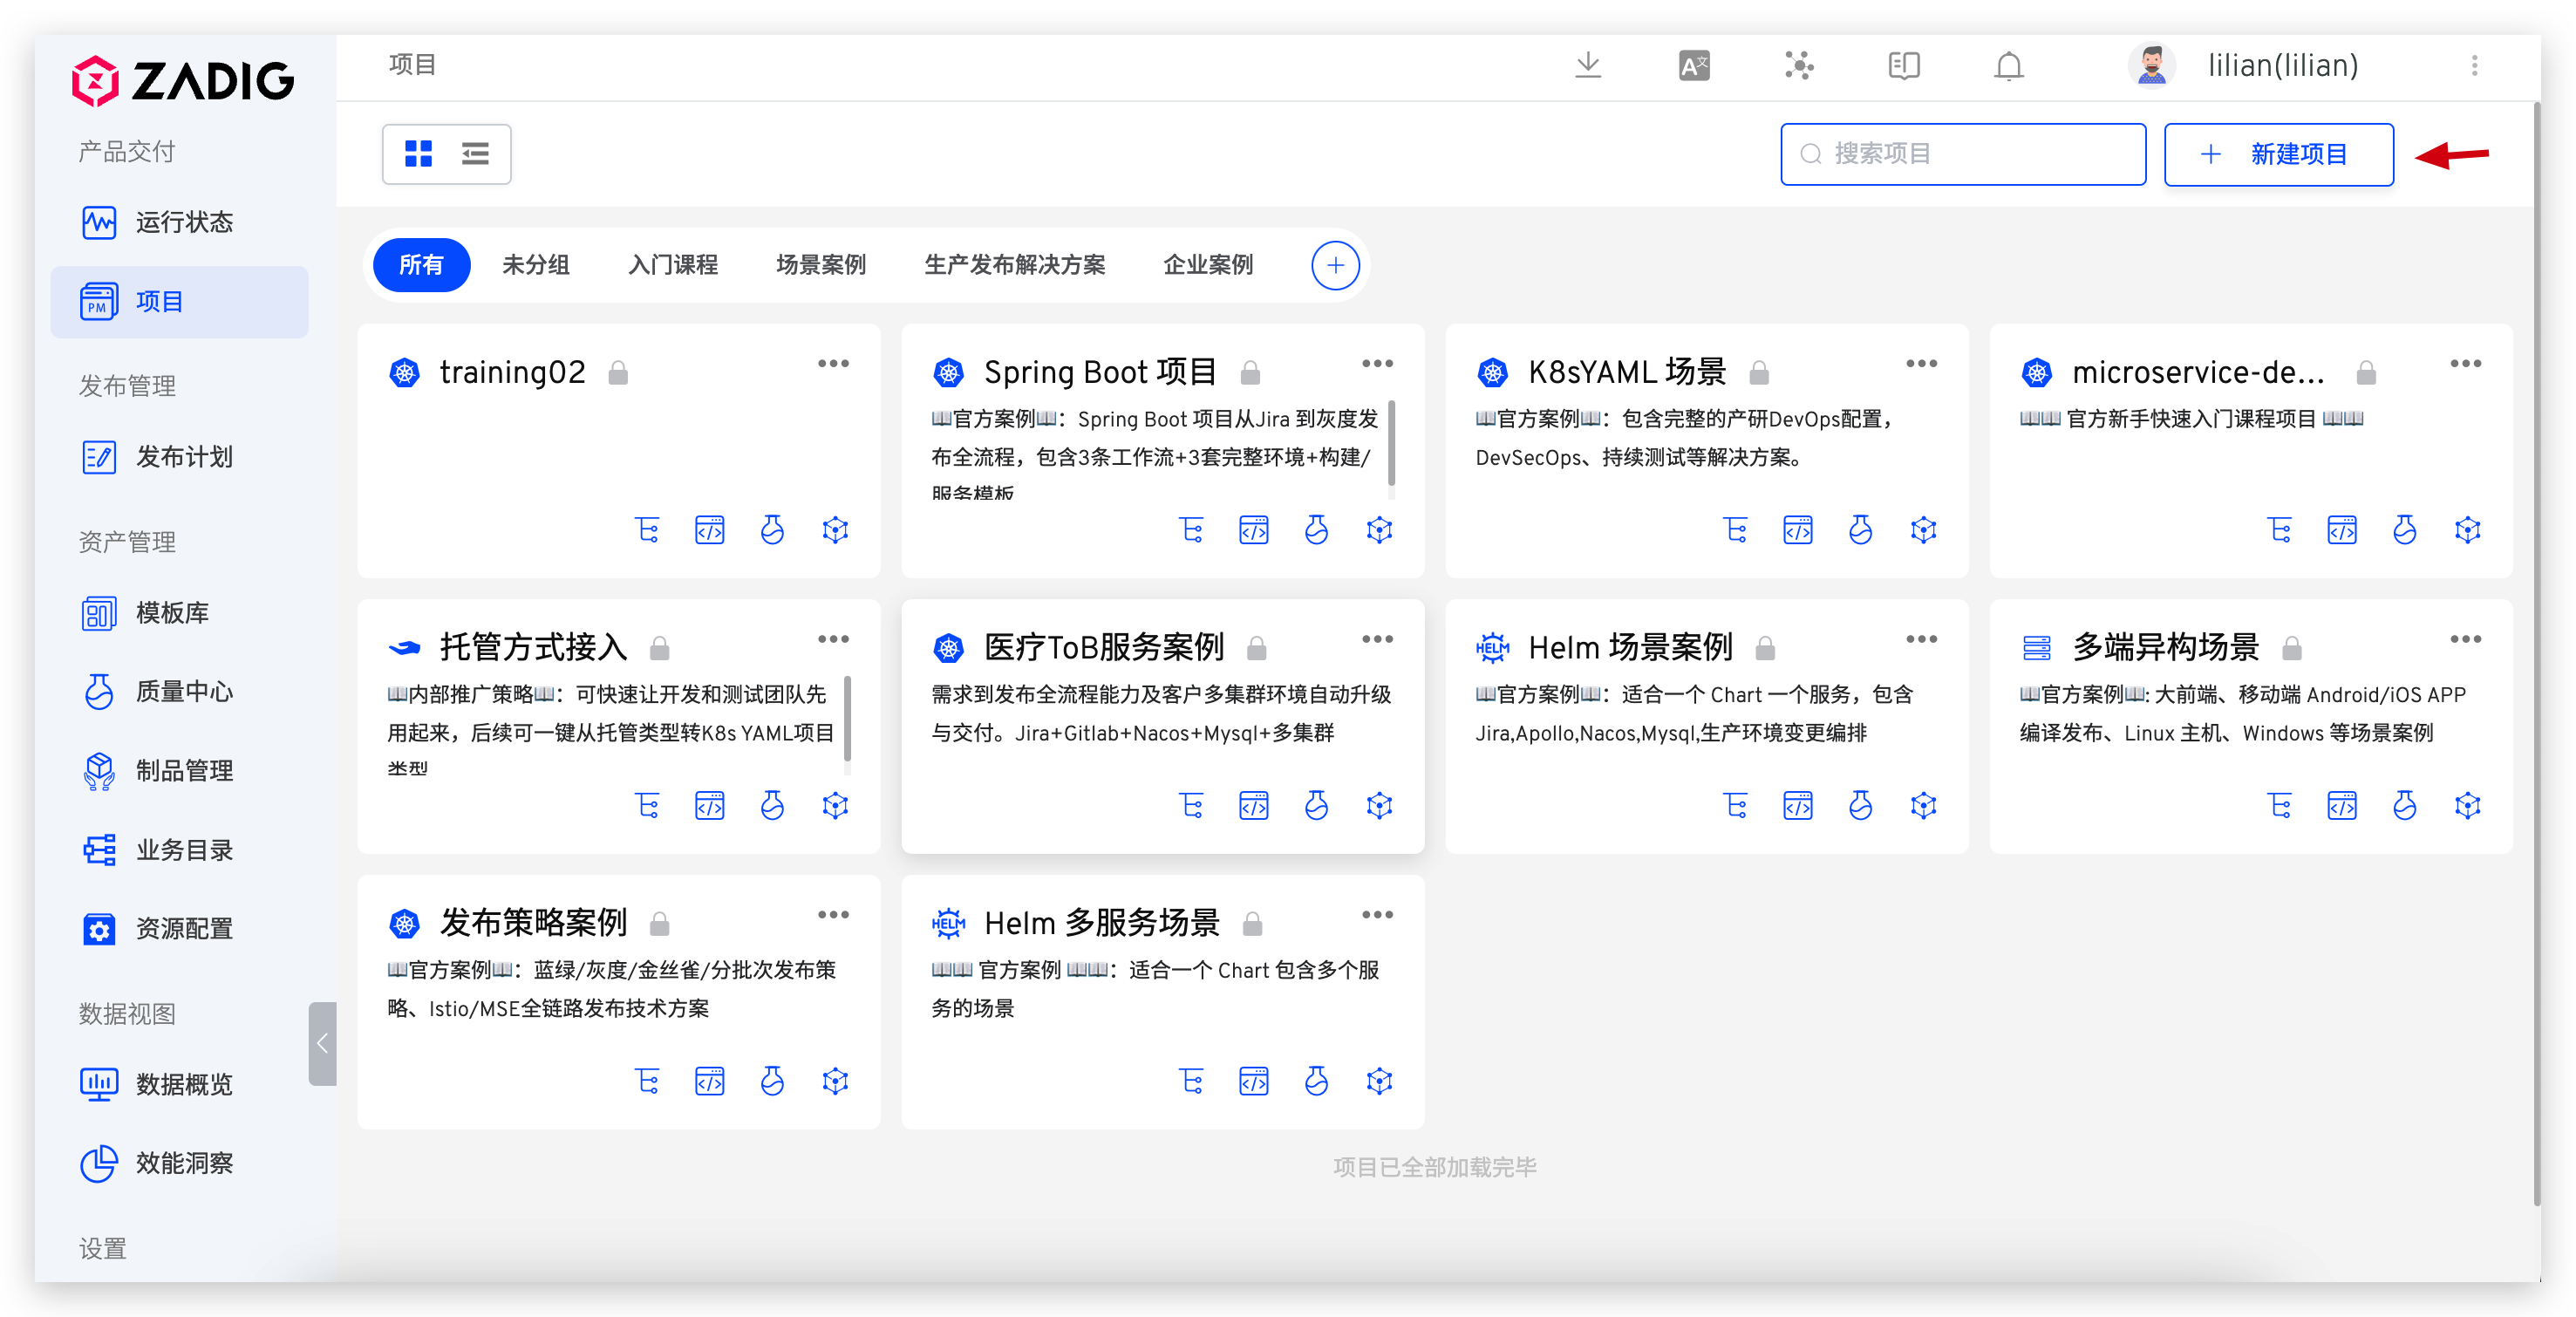 ZADIG
项目
A文
lilian(lilian)
产品交付
运行状态
PM
项目
发布管理
发布计划
资产管理
模板库
质量中心
制品管理
业务目录
资源配置
数据视图
数据概览
效能洞察
设置
搜索项目
+ 新建项目
所有 未分组 入门课程 场景案例 生产发布解决方案 企业案例
training02
Spring Boot 项目
📖官方案例📖：Spring Boot 项目从Jira 到灰度发
布全流程，包含3条工作流+3套完整环境+构建/
服务模板
K8sYAML 场景
📖官方案例📖：包含完整的产研DevOps配置，
DevSecOps、持续测试等解决方案。
microservice-de...
📖📖 官方新手快速入门课程项目 📖📖
托管方式接入
📖内部推广策略📖：可快速让开发和测试团队先
用起来，后续可一键从托管类型转K8s YAML项目
类型
医疗ToB服务案例
需求到发布全流程能力及客户多集群环境自动升级
与交付。Jira+Gitlab+Nacos+Mysql+多集群
HELM
Helm 场景案例
📖官方案例📖：适合一个 Chart 一个服务，包含
Jira,Apollo,Nacos,Mysql,生产环境变更编排
多端异构场景
📖官方案例📖: 大前端、移动端 Android/iOS APP
编译发布、Linux 主机、Windows 等场景案例
发布策略案例
📖官方案例📖：蓝绿/灰度/金丝雀/分批次发布策
略、Istio/MSE全链路发布技术方案
HELM
Helm 多服务场景
📖📖 官方案例 📖📖：适合一个 Chart 包含多个服
务的场景
项目已全部加载完毕